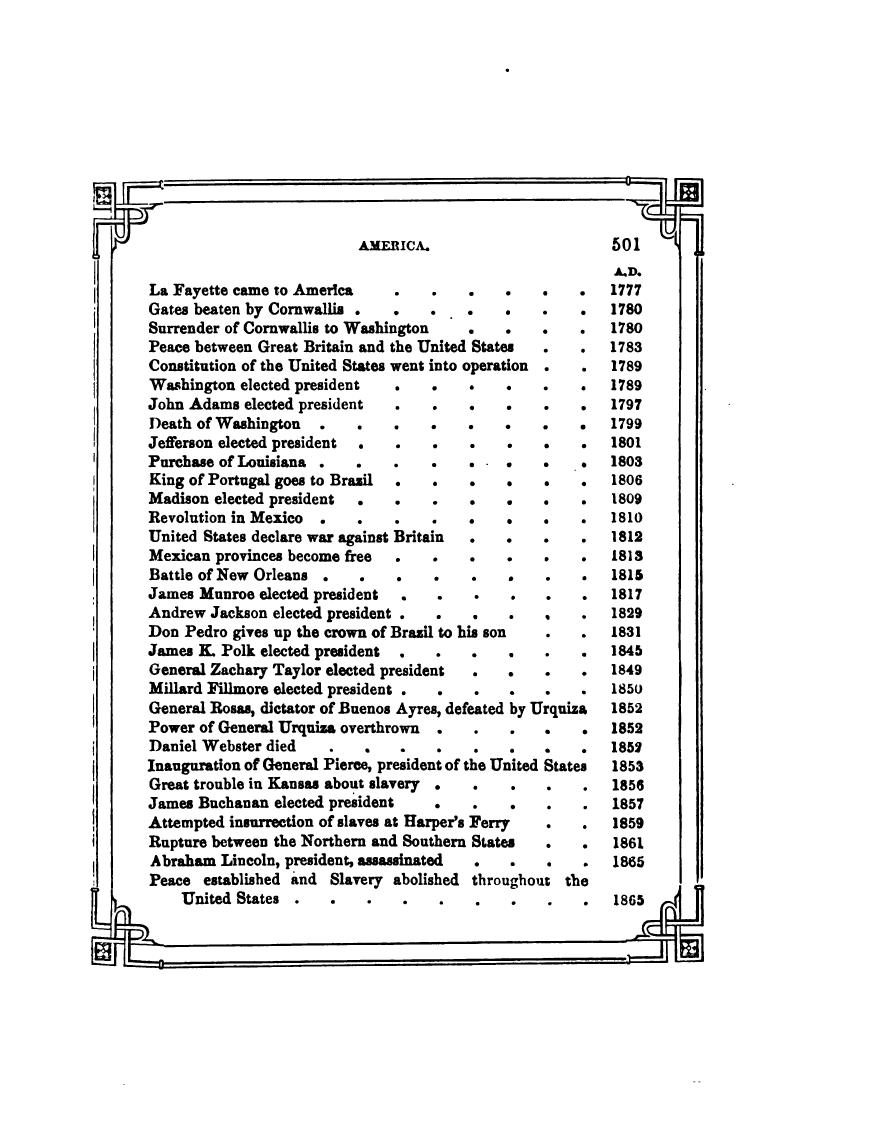 AMERICA. 501
A.D.
La Fayette came to America . . . . . . 1777
Gates beaten by Cornwallis . . . . . . . 1780
Surrender of Cornwallis to Washington . . . . 1780
Peace between Great Britain and the United States . . 1783
Constitution of the United States went into operation . . 1789
Washington elected president . . . . . . 1789
John Adams elected president . . . . . . 1797
Death of Washington . . . . . . . . 1799
Jefferson elected president . . . . . . . 1801
Purchase of Louisiana . . . . . . . . 1803
King of Portugal goes to Brazil . . . . . . 1806
Madison elected president . . . . . . . 1809
Revolution in Mexico . . . . . . . . 1810
United States declare war against Britain . . . . 1812
Mexican provinces become free . . . . . . 1813
Battle of New Orleans . . . . . . . . 1815
James Munroe elected president . . . . . . 1817
Andrew Jackson elected president . . . . . . 1829
Don Pedro gives up the crown of Brazil to his son . . 1831
James K. Polk elected president . . . . . . 1845
General Zachary Taylor elected president . . . . 1849
Millard Fillmore elected president . . . . . . 1850
General Rosas, dictator of Buenos Ayres, defeated by Urquiza 1852
Power of General Urquiza overthrown . . . . . 1852
Daniel Webster died . . . . . . . . 1852
Inauguration of General Pierce, president of the United States 1853
Great trouble in Kansas about slavery . . . . . 1856
James Buchanan elected president . . . . . 1857
Attempted insurrection of slaves at Harper's Ferry . . 1859
Rupture between the Northern and Southern States . . 1861
Abraham Lincoln, president, assassinated . . . . 1865
Peace established and Slavery abolished throughout the
United States . . . . . . . . . 1865